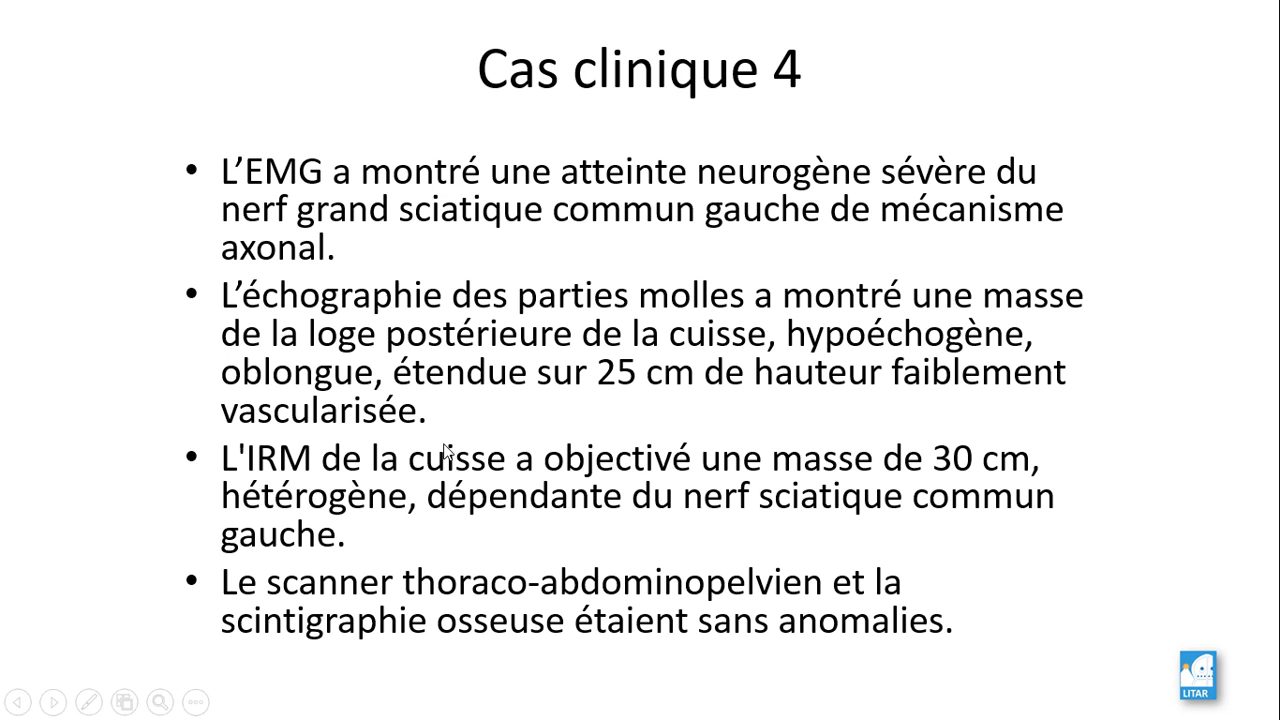 Cas clinique 4
• L’EMG a montré une atteinte neurogène sévère du
nerf grand sciatique commun gauche de mécanisme
axonal.
• L’échographie des parties molles a montré une masse
de la loge postérieure de la cuisse, hypoéchogène,
oblongue, étendue sur 25 cm de hauteur faiblement
vascularisée.
• L'IRM de la cuisse a objectivé une masse de 30 cm,
hétérogène, dépendante du nerf sciatique commun
gauche.
• Le scanner thoraco-abdominopelvien et la
scintigraphie osseuse étaient sans anomalies.
LITAR